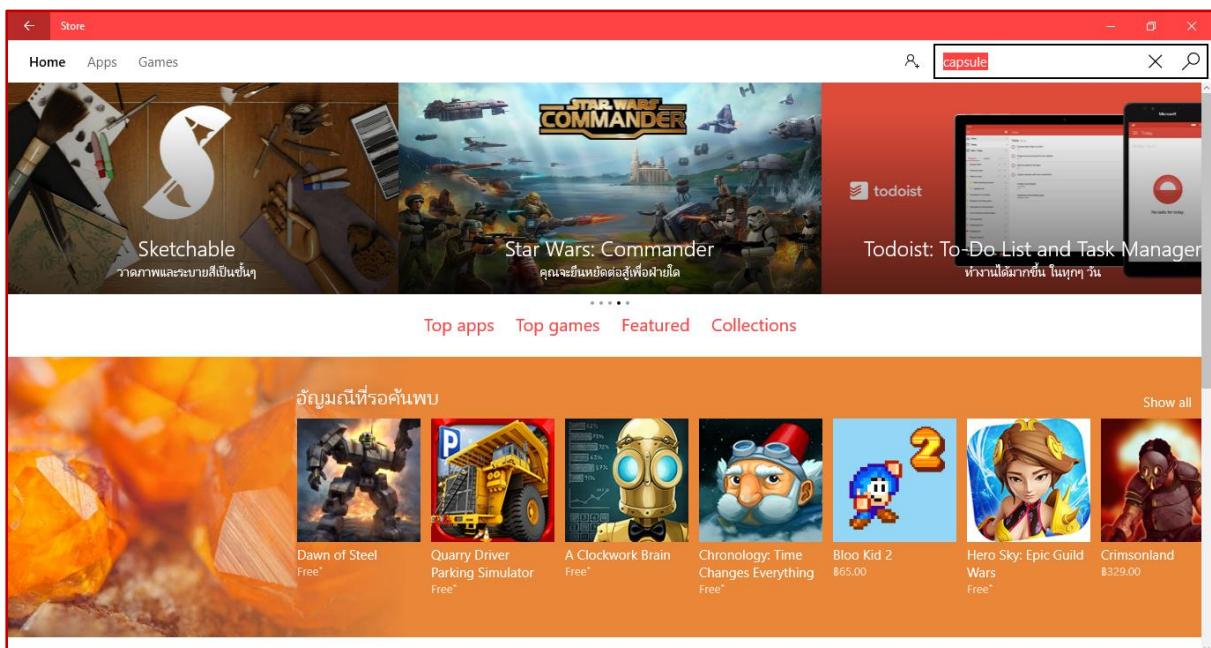 Store
Home Apps Games
capsule
STAR WARS
COMMANDER
todoist
Sketchable
วาดภาพและระบายสีเป็นชั้นๆ
Star Wars: Commander
คุณจะยืนหยัดต่อสู้เพื่อฝ่ายใด
Todoist: To-Do List and Task Manager
ทำงานได้มากขึ้น ในทุกๆ วัน
Top apps Top games Featured Collections
อัญมณีที่รอค้นพบ
Show all
P
2
Dawn of Steel
Free*
Quarry Driver
Parking Simulator
Free*
A Clockwork Brain
Free*
Chronology: Time
Changes Everything
Free*
Bloo Kid 2
฿65.00
Hero Sky: Epic Guild
Wars
Free*
Crimsonland
฿329.00